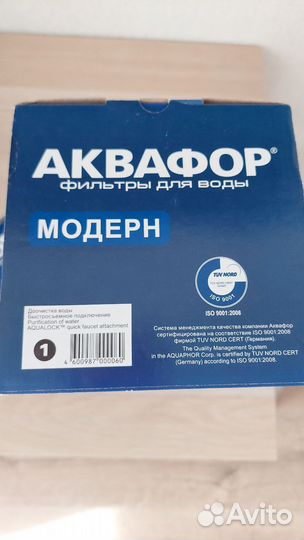 АКВАФОР®
ФИЛЬТРЫ ДЛЯ ВОДЫ
МОДЕРН
TUV NORD
ISO 9001
ISO 9001:2008
Доочистка воды
Быстросъемное подключение
Purification of water
AQUALOCK™ quick faucet attachment
1
4 600987 000060
Система менеджмента качества компании Аквафор
сертифицирована на соответствие ISO 9001:2008
фирмой TUV NORD CERT (Германия).
The Quality Management System
in the AQUAPHOR Corp. is certified by TUV NORD CERT
(Germany) according to ISO 9001:2008.
Avito